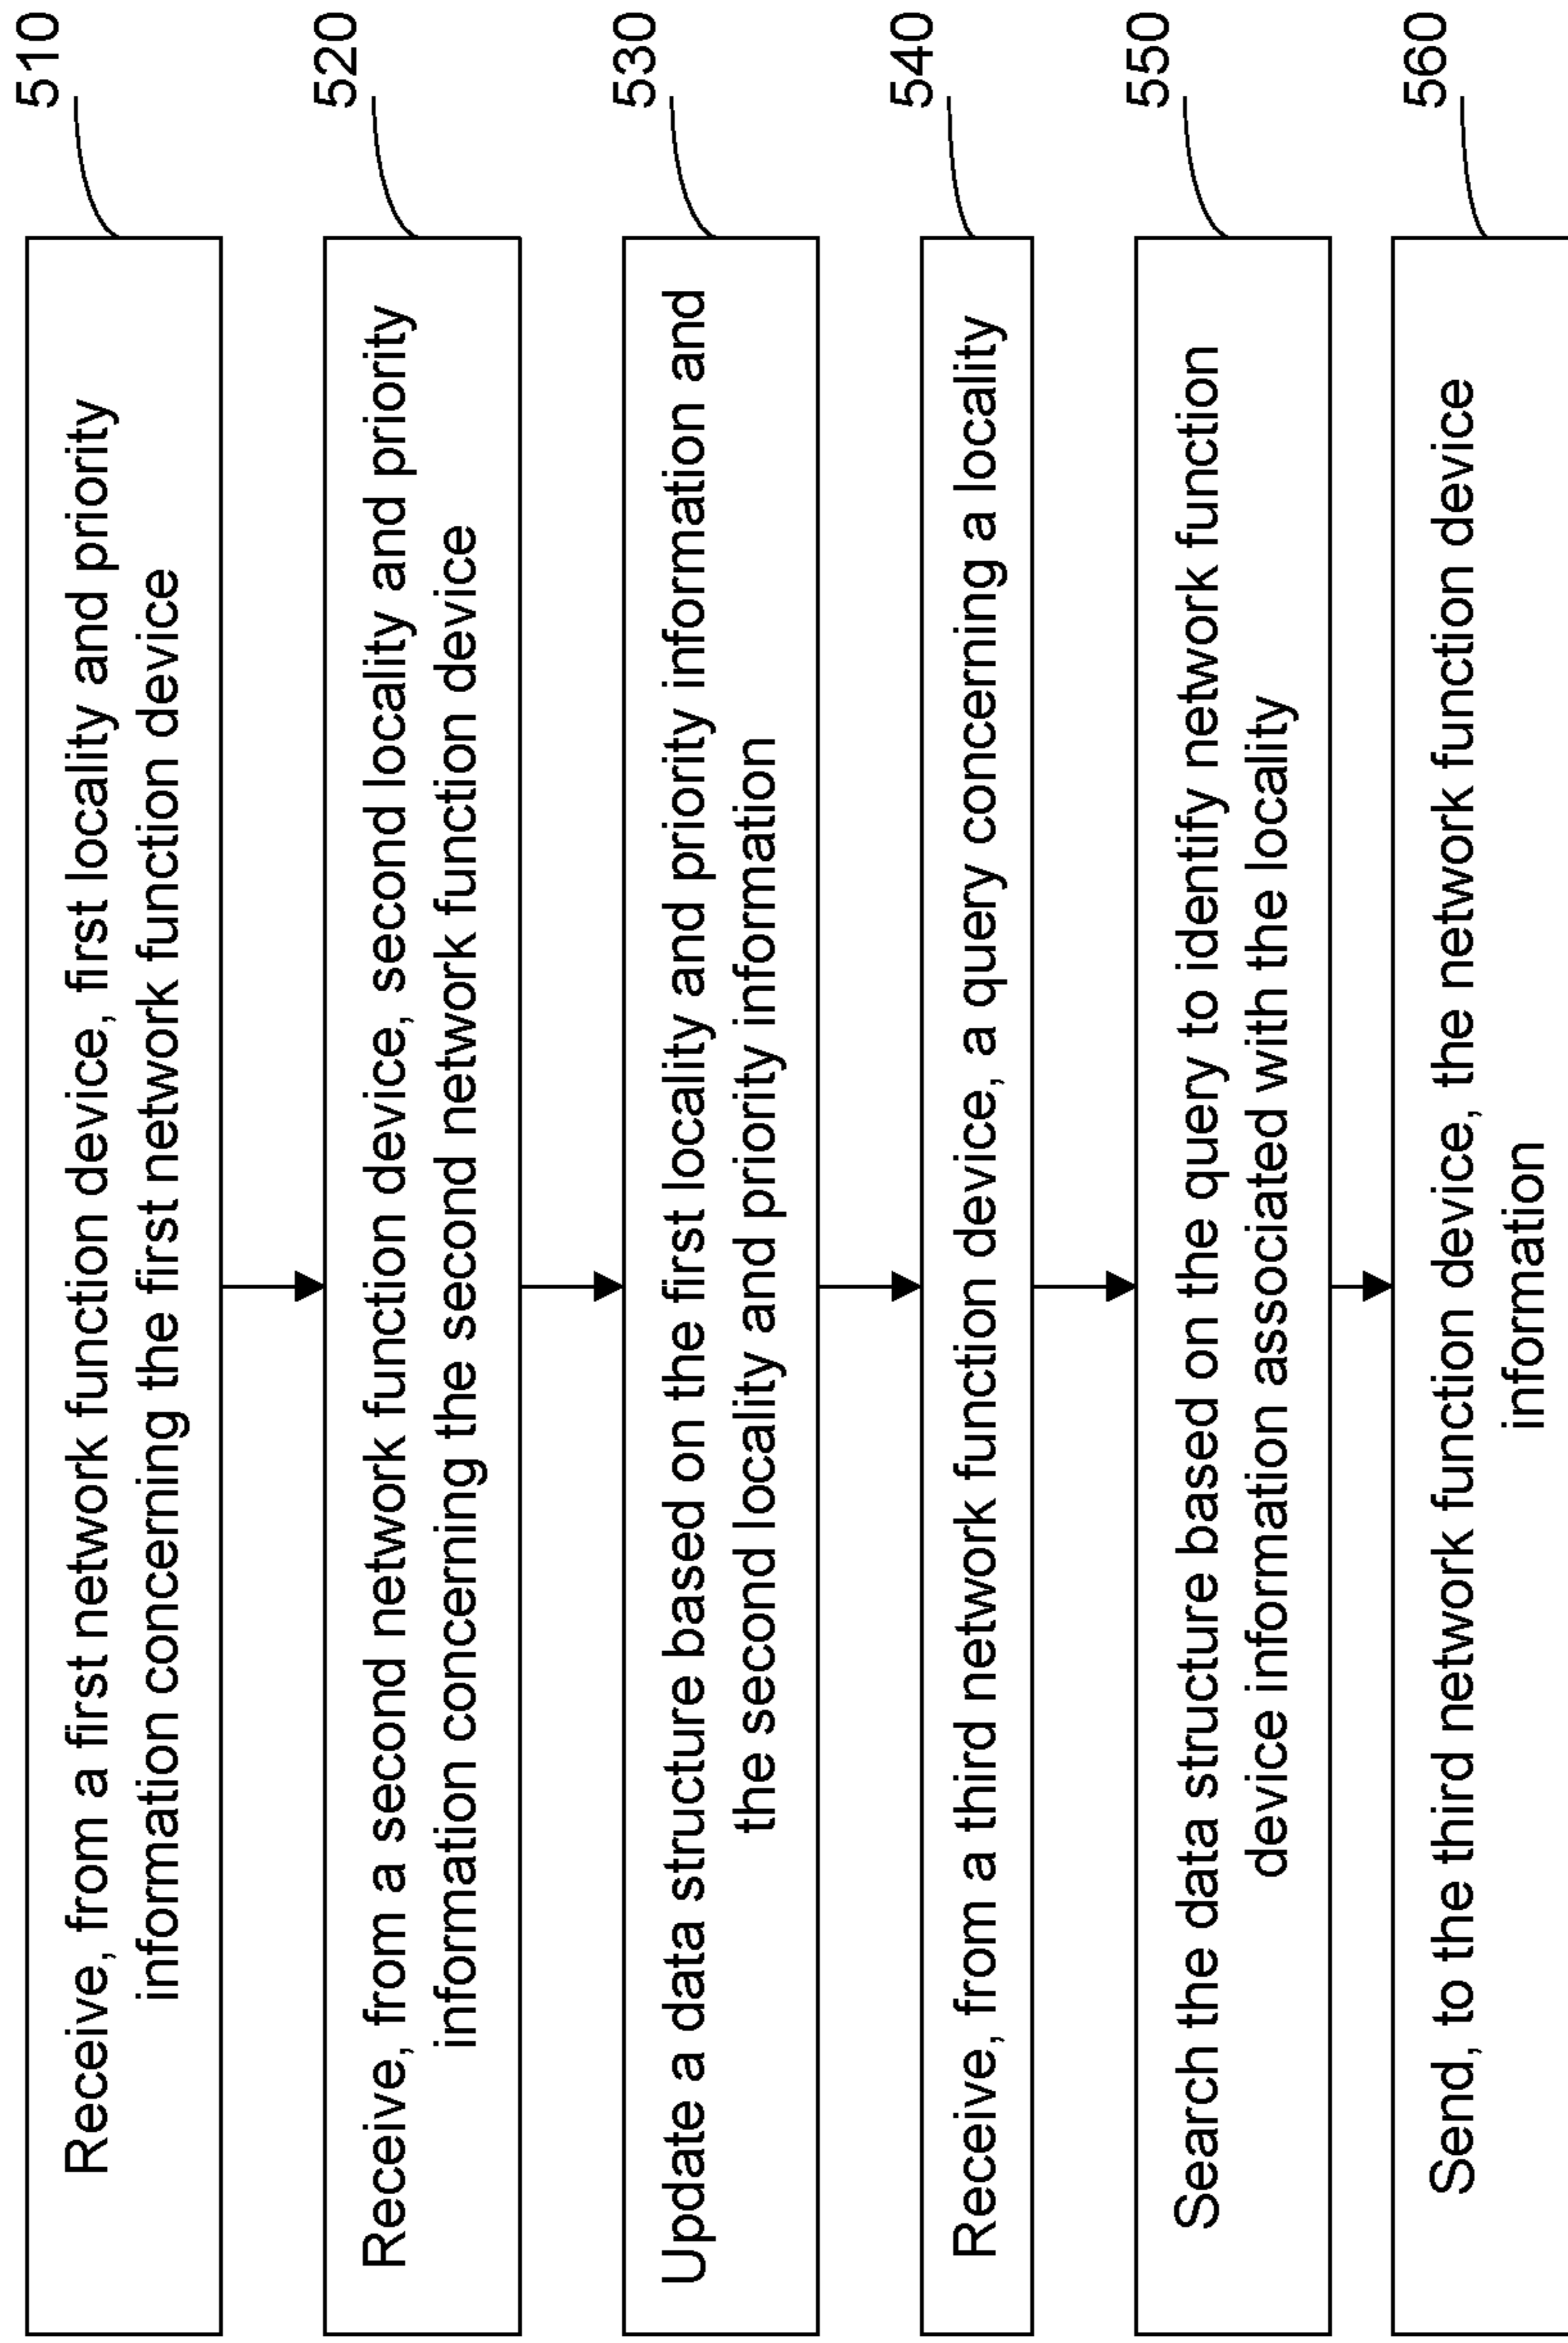 510
Receive, from a first network function device, first locality and priority
information concerning the first network function device
520
Receive, from a second network function device, second locality and priority
information concerning the second network function device
530
Update a data structure based on the first locality and priority information and
the second locality and priority information
540
Receive, from a third network function device, a query concerning a locality
550
Search the data structure based on the query to identify network function
device information associated with the locality
560
Send, to the third network function device, the network function device
information